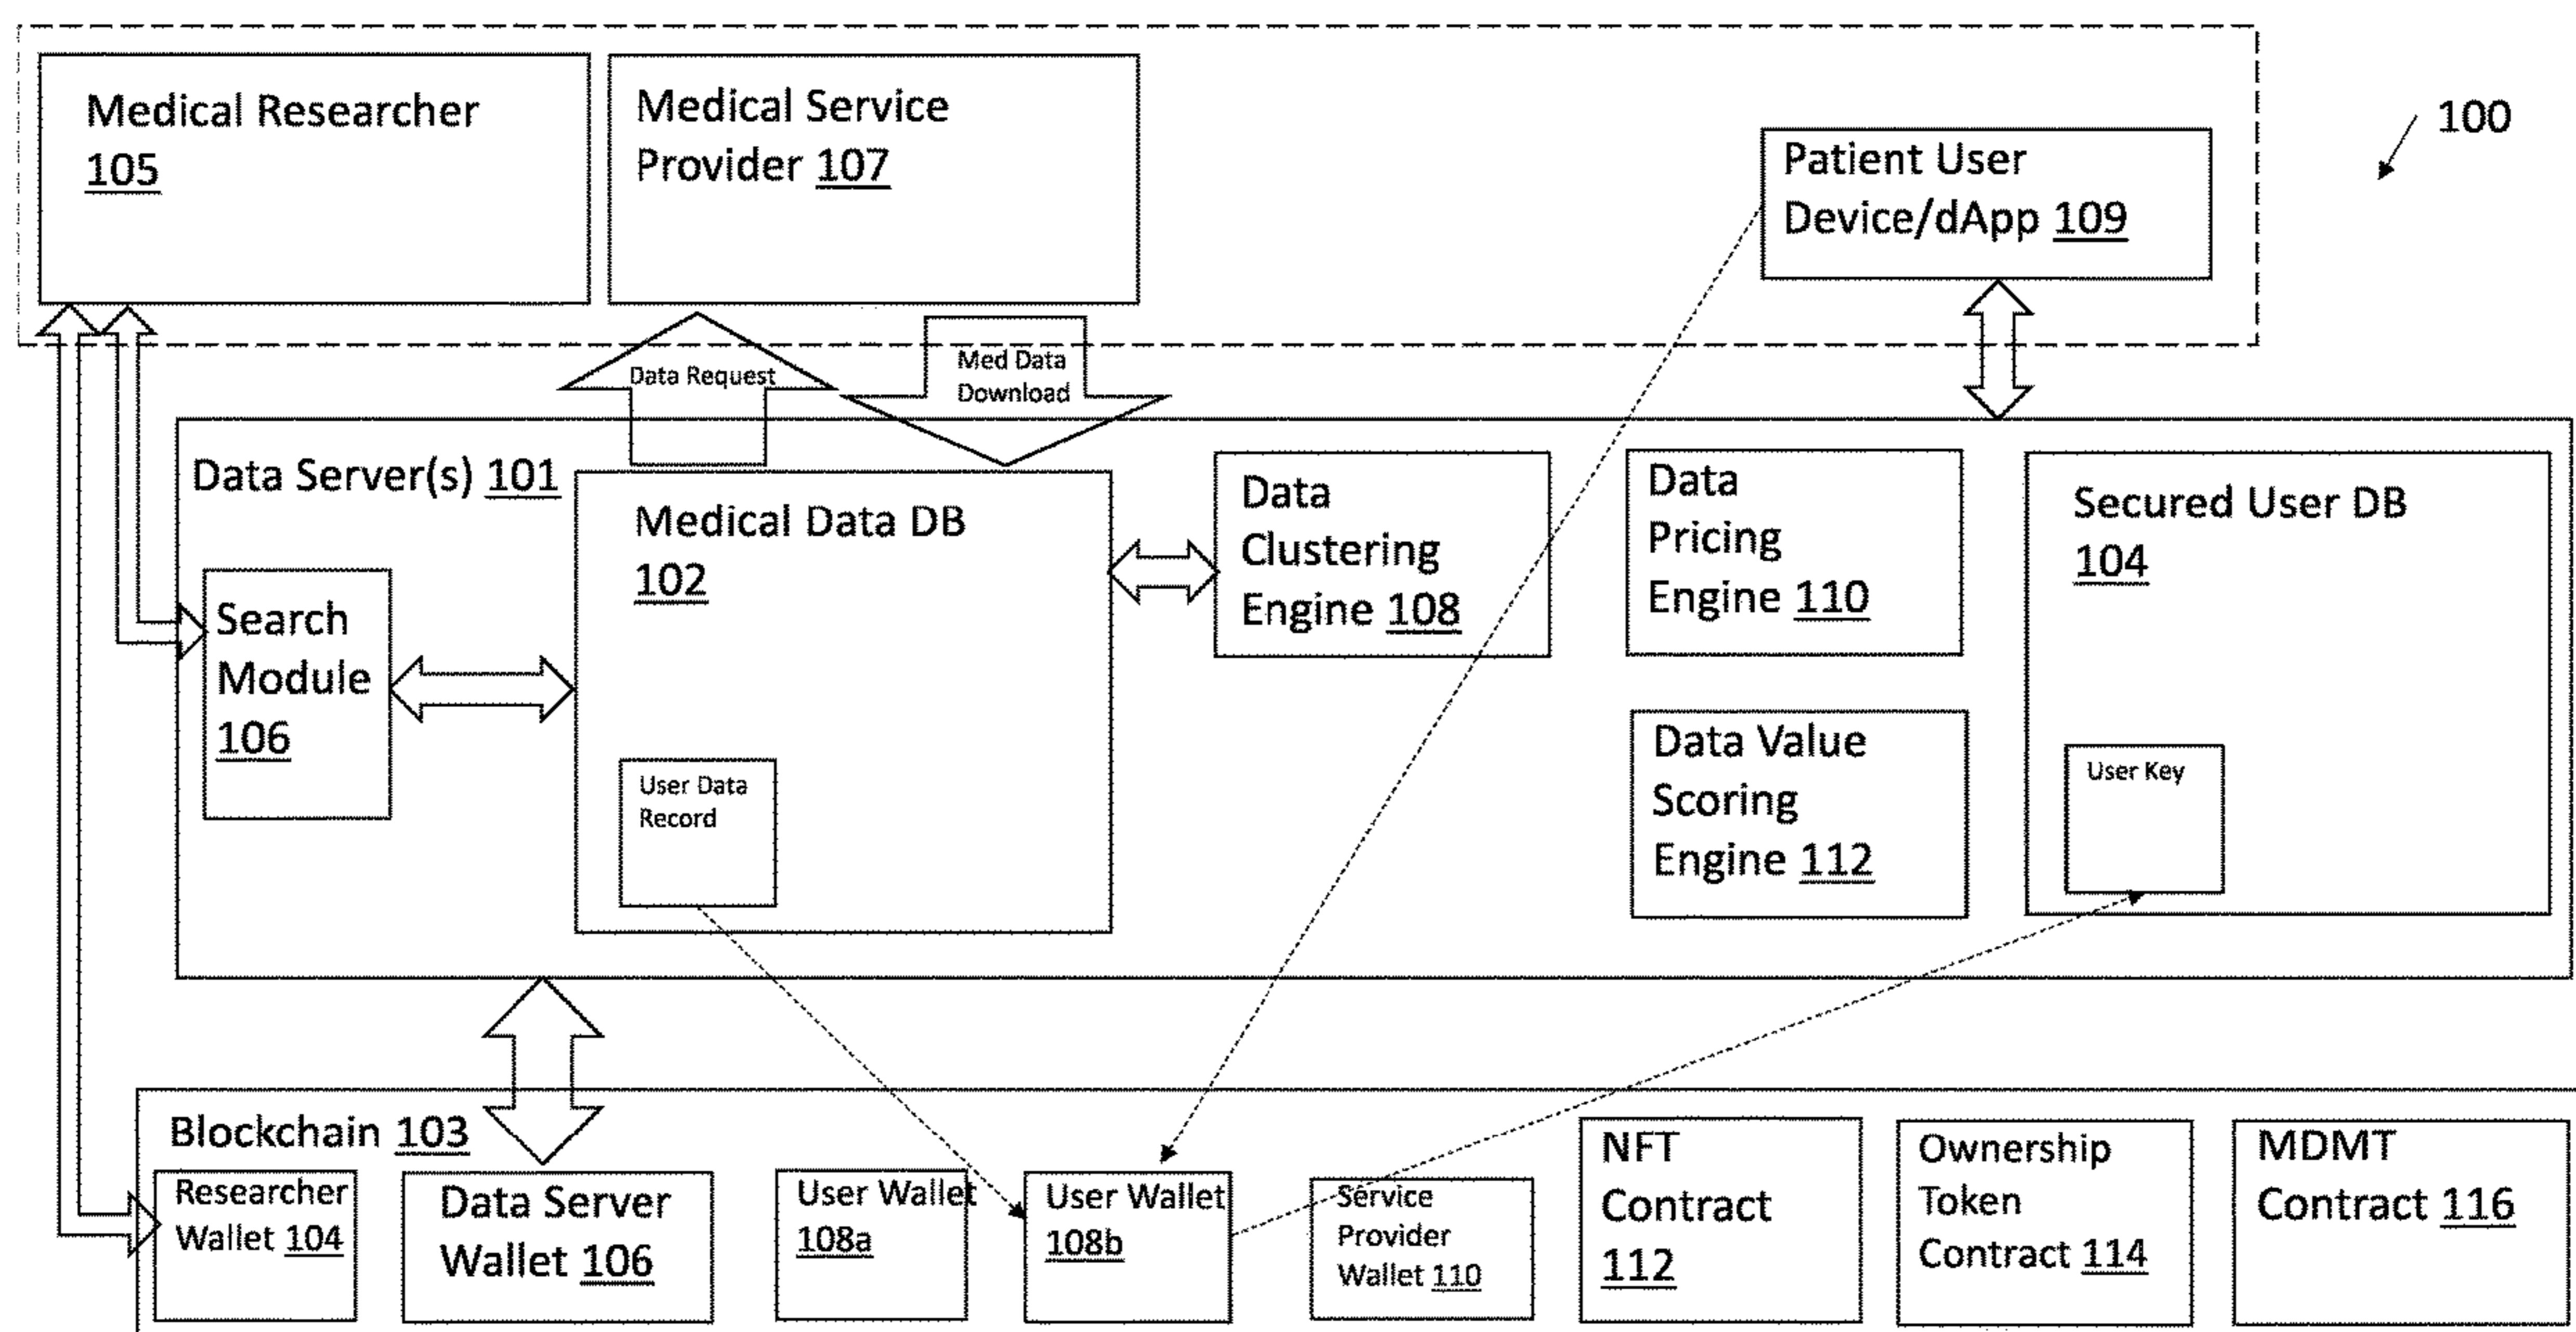 Medical Researcher
105
Medical Service
Provider 107
Patient User
Device/dApp 109
100
Data Request
Med Data
Download
Data Server(s) 101
Search
Module
106
Medical Data DB
102
User Data
Record
Data
Clustering
Engine 108
Data
Pricing
Engine 110
Data Value
Scoring
Engine 112
Secured User DB
104
User Key
Blockchain 103
Researcher
Wallet 104
Data Server
Wallet 106
User Wallet
108a
User Wallet
108b
Service
Provider
Wallet 110
NFT
Contract
112
Ownership
Token
Contract 114
MDMT
Contract 116